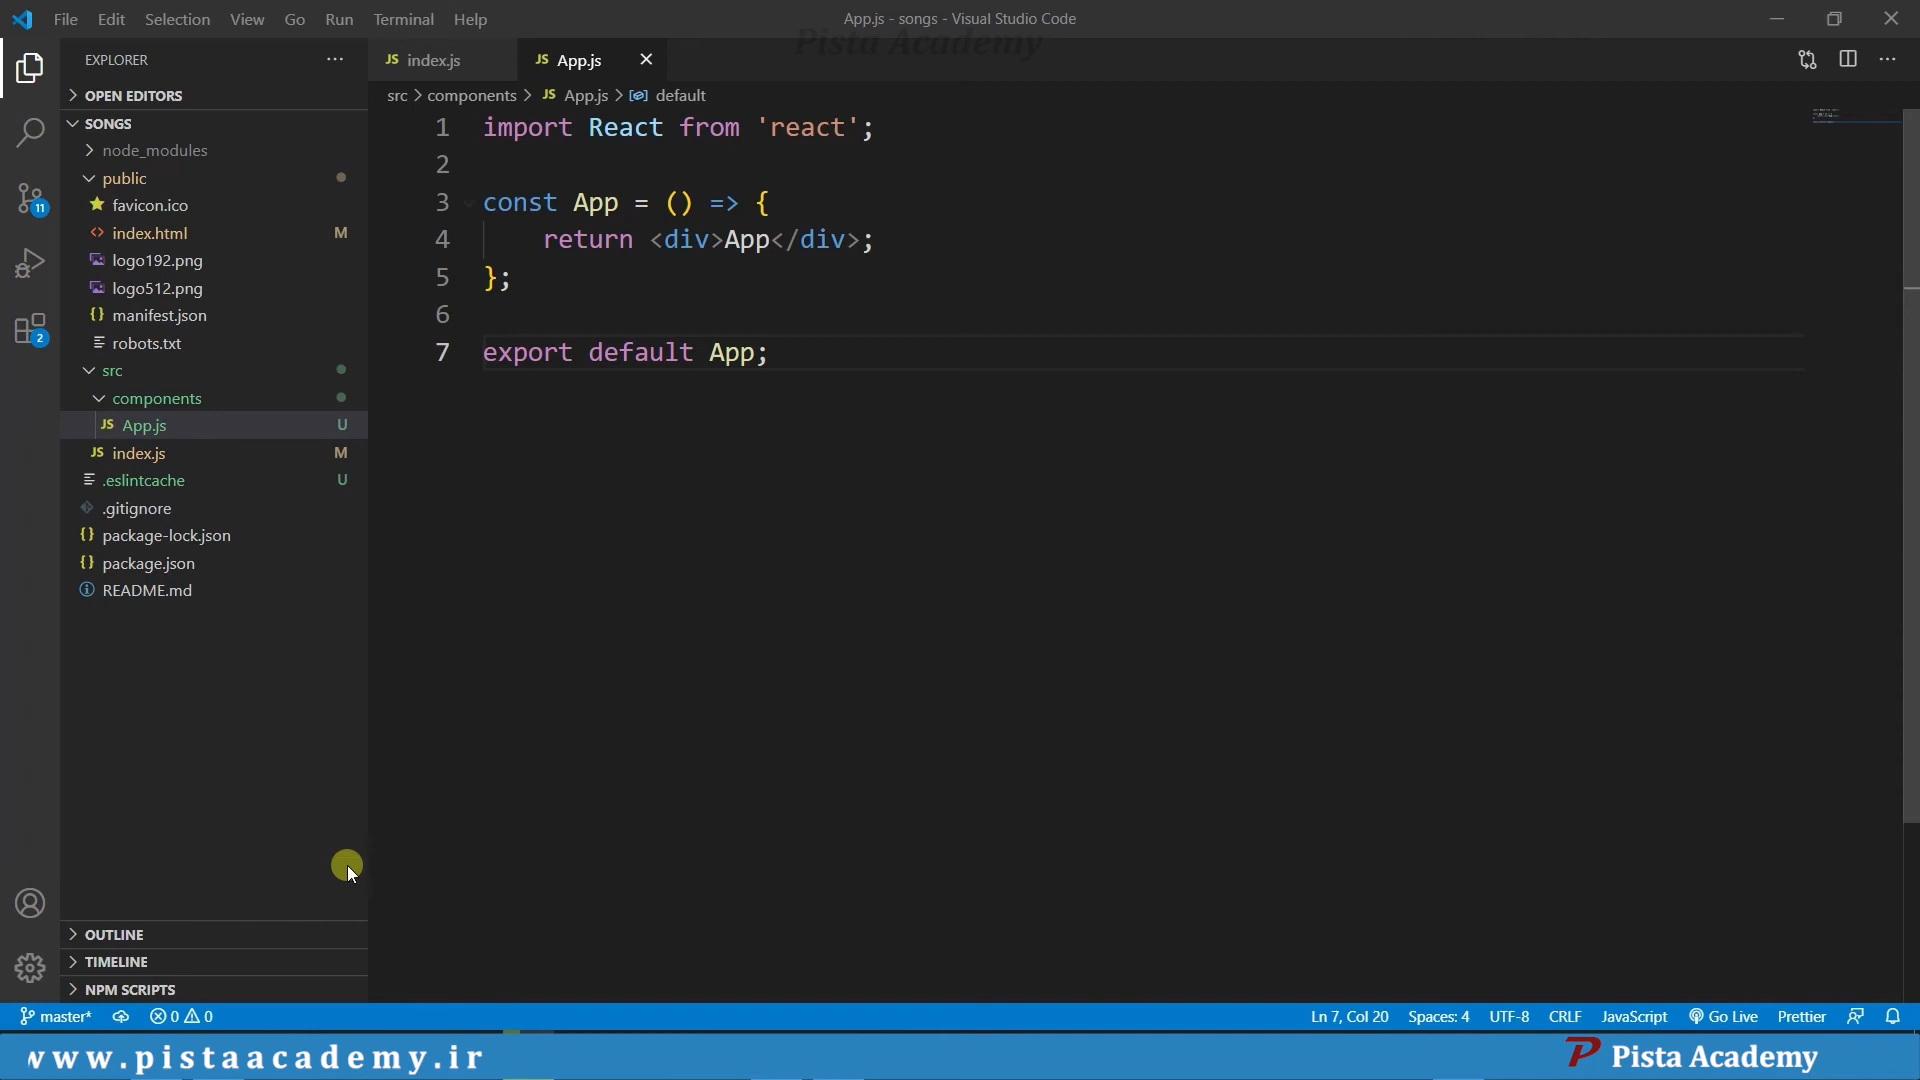 File Edit Selection View Go Run Terminal Help
App.js - songs - Visual Studio Code
Pista Academy
EXPLORER
JS index.js
JS App.js
OPEN EDITORS
src > components > JS App.js > default
SONGS
node_modules
public
favicon.ico
index.html M
logo192.png
logo512.png
manifest.json
robots.txt
src
components
JS App.js U
JS index.js M
.eslintcache U
.gitignore
package-lock.json
package.json
README.md
11
2
1 import React from 'react';
2
3 const App = () => {
4 return <div>App</div>;
5 };
6
7 export default App;
OUTLINE
TIMELINE
NPM SCRIPTS
master* 0 0
Ln 7, Col 20 Spaces: 4 UTF-8 CRLF JavaScript Go Live Prettier
www.pistaacademy.ir
P Pista Academy